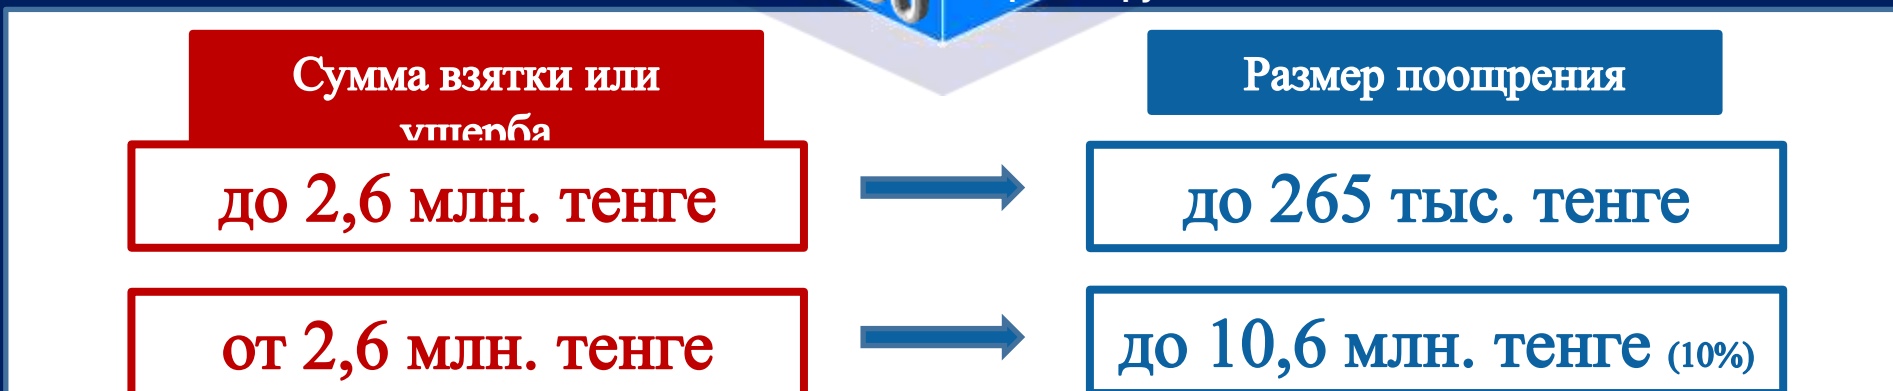 Сумма взятки или
ущерба
Размер поощрения
до 2,6 млн. тенге
до 265 тыс. тенге
от 2,6 млн. тенге
до 10,6 млн. тенге (10%)